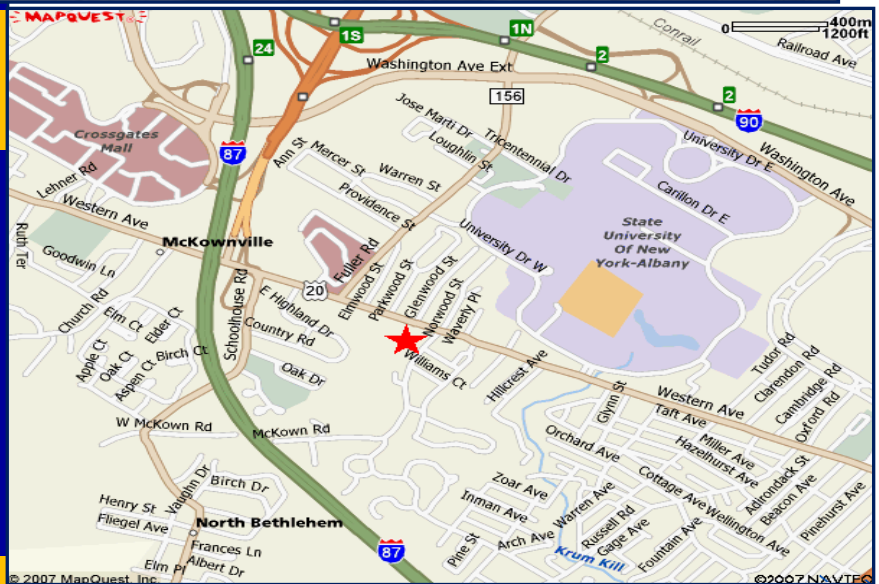 MAPQUEST
0 400m
1200ft
Conrail
Railroad Ave
24
1S
1N
2
2
Washington Ave Ext
156
90
Crossgates
Mall
87
Jose Marti Dr
Loughlin St
Tricentennial Dr
University Dr E
Washington Ave
Ann St
Mercer St
Warren St
Providence St
Carillon Dr E
Lehner Rd
Western Ave
McKownville
Ruth Ter
Fuller Rd
University Dr W
State
University
Of New
York-Albany
Goodwin Ln
Church Rd
Elm Ct
Elder Ct
Apple Ct
Oak Ct
Aspen Ct
Birch Ct
Schoolhouse Rd
20
E Highland Dr
Country Rd
Oak Dr
Elmwood St
Parkwood St
Glenwood St
Norwood St
Waverly Pl
Williams Ct
Hillcrest Ave
Glynn St
Western Ave
Taft Ave
Tudor Rd
Clarendon Rd
Cambridge Rd
Oxford Rd
W McKown Rd
McKown Rd
Orchard Ave
Miller Ave
Hazelhurst Ave
Cottage Ave
Wellington Ave
Adirondack St
Beacon Ave
Pinehurst Ave
Vaughn Dr
Birch Dr
Henry St
Fliegel Ave
North Bethlehem
Frances Ln
Albert Dr
Elm Pl
87
Zoar Ave
Inman Ave
Warren Ave
Pine St
Arch Ave
Russell Rd
Gage Ave
Fountain Ave
Krum Kill
© 2007 MapQuest, Inc.
©2007 NAVTEQ